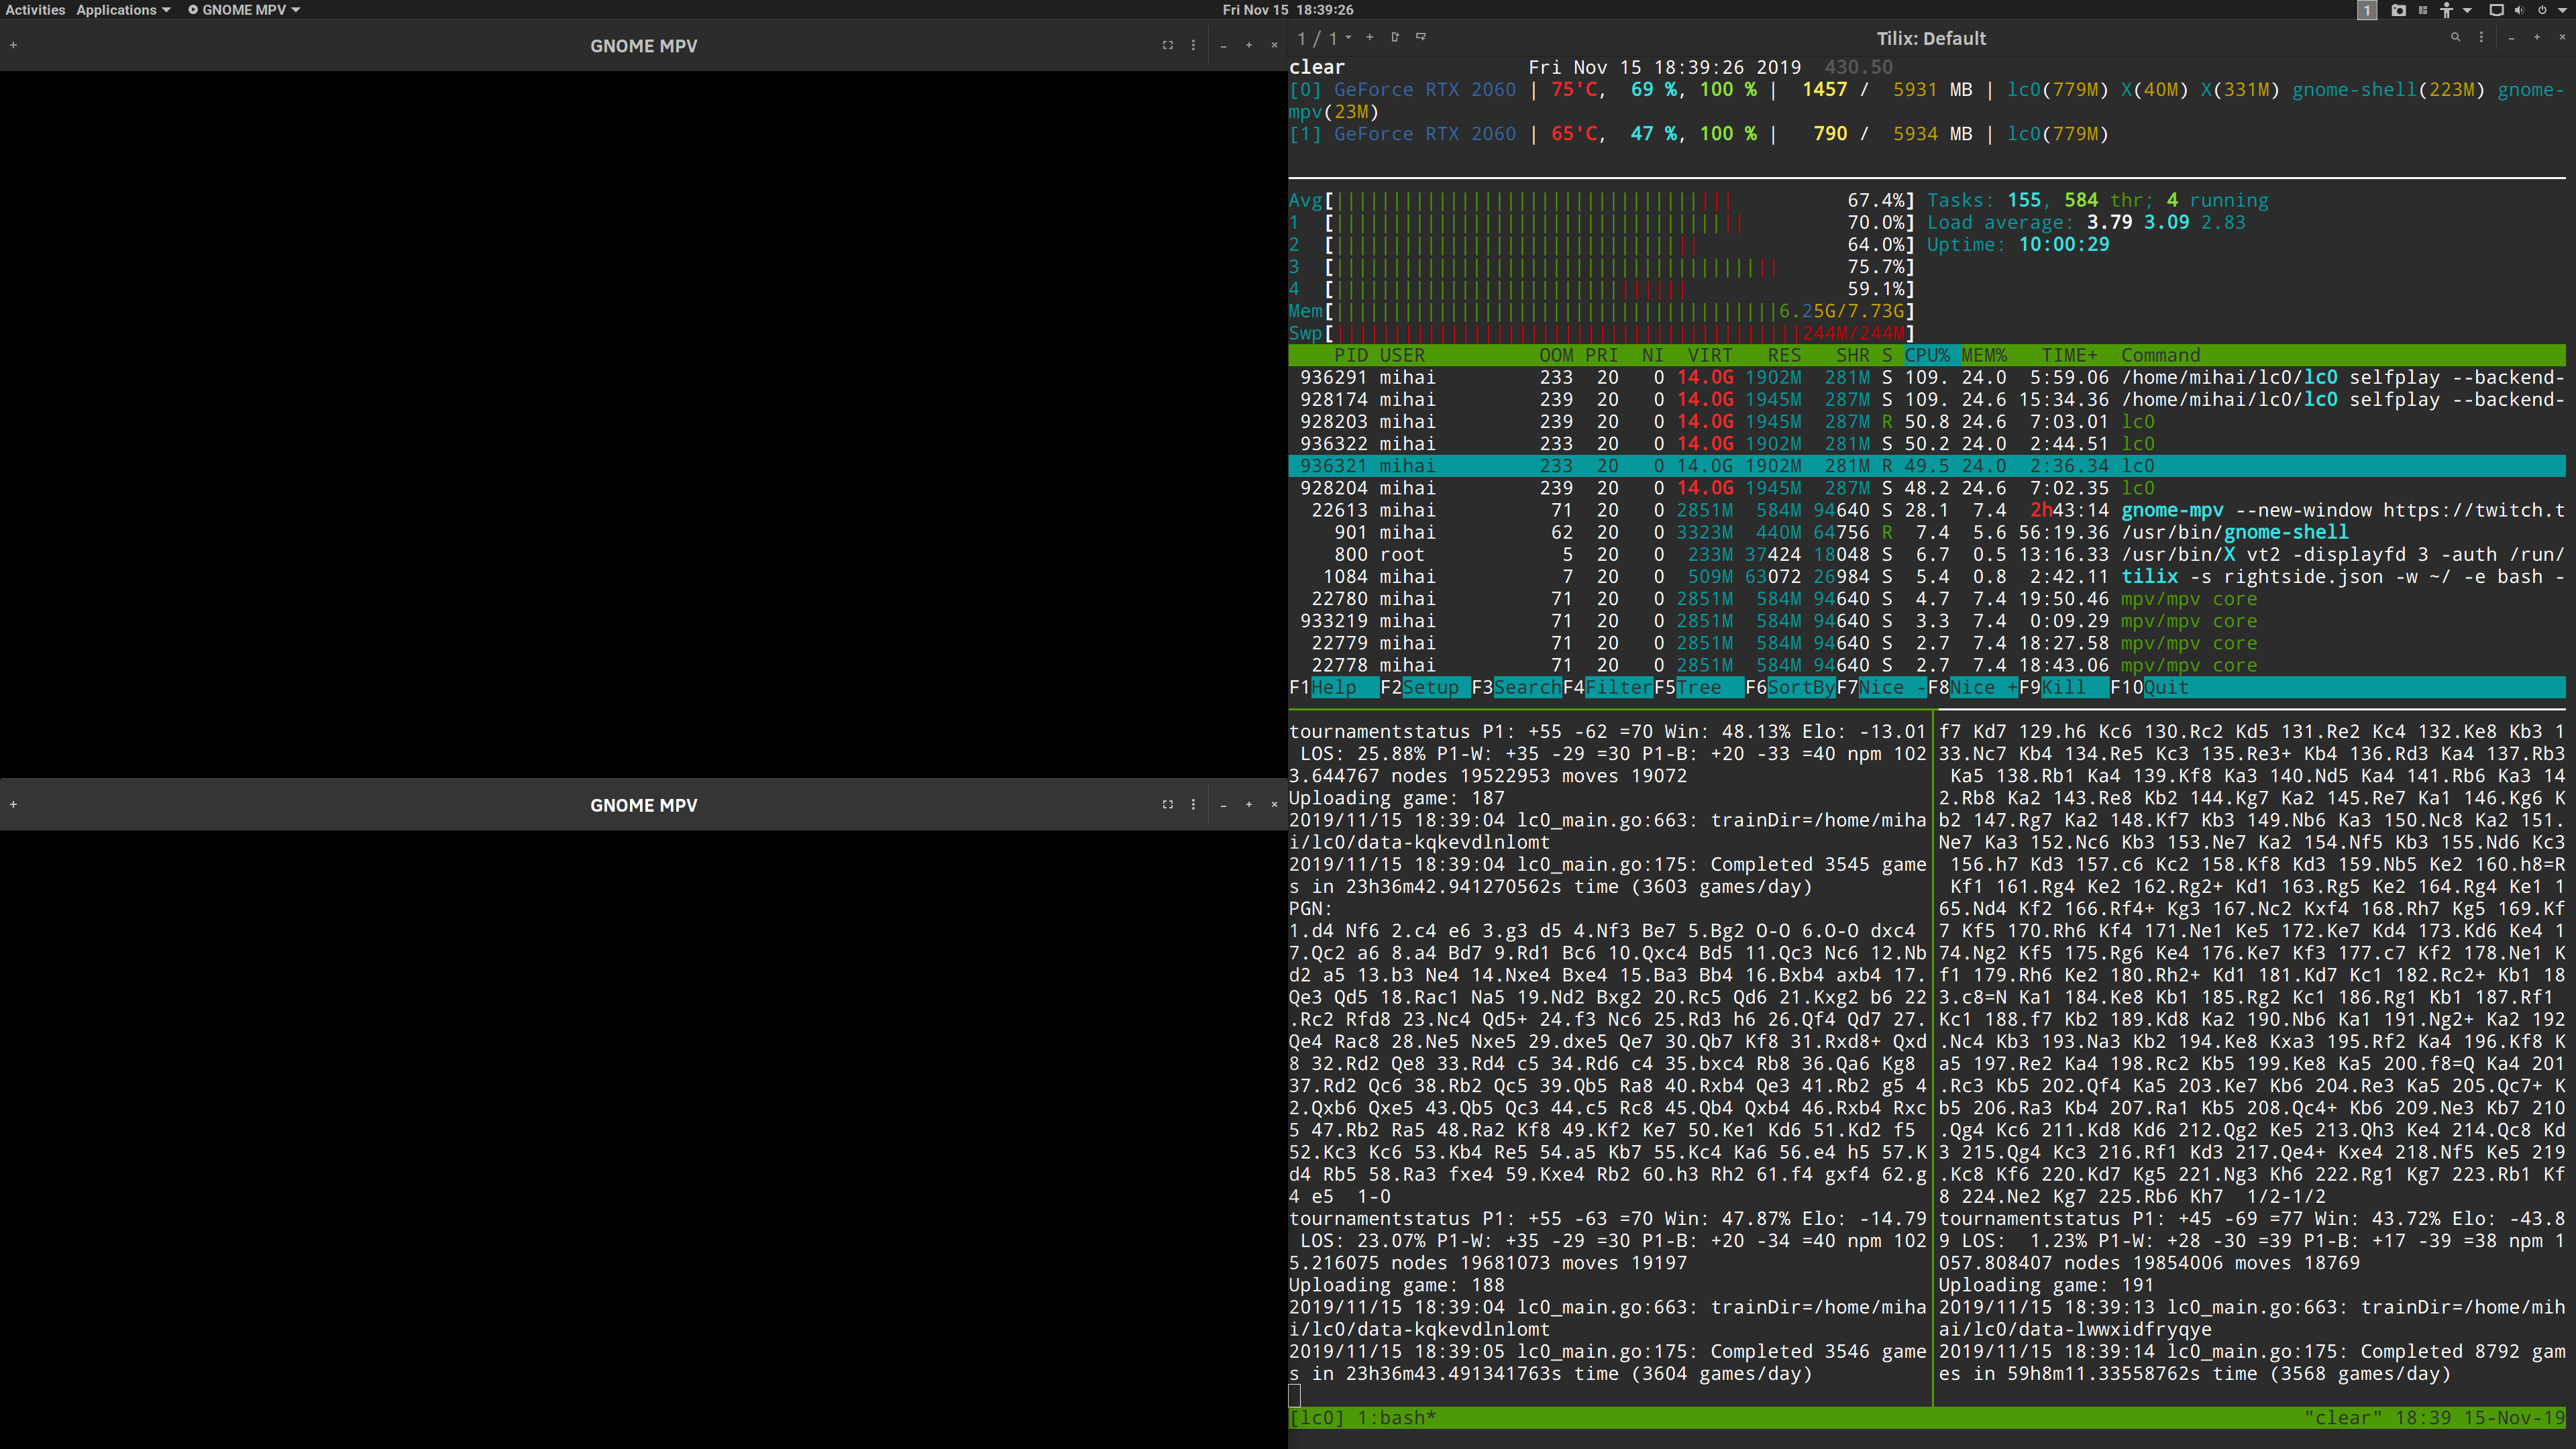 Activities Applications GNOME MPV Fri Nov 15 18:39:26 1
GNOME MPV
GNOME MPV
1 / 1 Tilix: Default
clear Fri Nov 15 18:39:26 2019 430.50
[0] GeForce RTX 2060 | 75'C, 69 %, 100 % | 1457 / 5931 MB | lc0(779M) X(40M) X(331M) gnome-shell(223M) gnome-
mpv(23M)
[1] GeForce RTX 2060 | 65'C, 47 %, 100 % | 790 / 5934 MB | lc0(779M)
Avg[ 67.4%] Tasks: 155, 584 thr; 4 running
1 [ 70.0%] Load average: 3.79 3.09 2.83
2 [ 64.0%] Uptime: 10:00:29
3 [ 75.7%]
4 [ 59.1%]
Mem[ 6.25G/7.73G]
Swp[ 244M/244M]
PID USER OOM PRI NI VIRT RES SHR S CPU% MEM% TIME+ Command
936291 mihai 233 20 0 14.0G 1902M 281M S 109. 24.0 5:59.06 /home/mihai/lc0/lc0 selfplay --backend-
928174 mihai 239 20 0 14.0G 1945M 287M S 109. 24.6 15:34.36 /home/mihai/lc0/lc0 selfplay --backend-
928203 mihai 239 20 0 14.0G 1945M 287M R 50.8 24.6 7:03.01 lc0
936322 mihai 233 20 0 14.0G 1902M 281M S 50.2 24.0 2:44.51 lc0
936321 mihai 233 20 0 14.0G 1902M 281M R 49.5 24.0 2:36.34 lc0
928204 mihai 239 20 0 14.0G 1945M 287M S 48.2 24.6 7:02.35 lc0
22613 mihai 71 20 0 2851M 584M 94640 S 28.1 7.4 2h43:14 gnome-mpv --new-window https://twitch.t
901 mihai 62 20 0 3323M 440M 64756 R 7.4 5.6 56:19.36 /usr/bin/gnome-shell
800 root 5 20 0 233M 37424 18048 S 6.7 0.5 13:16.33 /usr/bin/X vt2 -displayfd 3 -auth /run/
1084 mihai 7 20 0 509M 63072 26984 S 5.4 0.8 2:42.11 tilix -s rightside.json -w ~/ -e bash -
22780 mihai 71 20 0 2851M 584M 94640 S 4.7 7.4 19:50.46 mpv/mpv core
933219 mihai 71 20 0 2851M 584M 94640 S 3.3 7.4 0:09.29 mpv/mpv core
22779 mihai 71 20 0 2851M 584M 94640 S 2.7 7.4 18:27.58 mpv/mpv core
22778 mihai 71 20 0 2851M 584M 94640 S 2.7 7.4 18:43.06 mpv/mpv core
F1Help F2Setup F3SearchF4FilterF5Tree F6SortByF7Nice -F8Nice +F9Kill F10Quit
tournamentstatus P1: +55 -62 =70 Win: 48.13% Elo: -13.01
LOS: 25.88% P1-W: +35 -29 =30 P1-B: +20 -33 =40 npm 102
3.644767 nodes 19522953 moves 19072
Uploading game: 187
2019/11/15 18:39:04 lc0_main.go:663: trainDir=/home/miha
i/lc0/data-kqkevdlnlomt
2019/11/15 18:39:04 lc0_main.go:175: Completed 3545 game
s in 23h36m42.941270562s time (3603 games/day)
PGN:
1.d4 Nf6 2.c4 e6 3.g3 d5 4.Nf3 Be7 5.Bg2 O-O 6.O-O dxc4
7.Qc2 a6 8.a4 Bd7 9.Rd1 Bc6 10.Qxc4 Bd5 11.Qc3 Nc6 12.Nb
d2 a5 13.b3 Ne4 14.Nxe4 Bxe4 15.Ba3 Bb4 16.Bxb4 axb4 17.
Qe3 Qd5 18.Rac1 Na5 19.Nd2 Bxg2 20.Rc5 Qd6 21.Kxg2 b6 22
.Rc2 Rfd8 23.Nc4 Qd5+ 24.f3 Nc6 25.Rd3 h6 26.Qf4 Qd7 27.
Qe4 Rac8 28.Ne5 Nxe5 29.dxe5 Qe7 30.Qb7 Kf8 31.Rxd8+ Qxd
8 32.Rd2 Qe8 33.Rd4 c5 34.Rd6 c4 35.bxc4 Rb8 36.Qa6 Kg8
37.Rd2 Qc6 38.Rb2 Qc5 39.Qb5 Ra8 40.Rxb4 Qe3 41.Rb2 g5 4
2.Qxb6 Qxe5 43.Qb5 Qc3 44.c5 Rc8 45.Qb4 Qxb4 46.Rxb4 Rxc
5 47.Rb2 Ra5 48.Ra2 Kf8 49.Kf2 Ke7 50.Ke1 Kd6 51.Kd2 f5
52.Kc3 Kc6 53.Kb4 Re5 54.a5 Kb7 55.Kc4 Ka6 56.e4 h5 57.K
d4 Rb5 58.Ra3 fxe4 59.Kxe4 Rb2 60.h3 Rh2 61.f4 gxf4 62.g
4 e5 1-0
tournamentstatus P1: +55 -63 =70 Win: 47.87% Elo: -14.79
LOS: 23.07% P1-W: +35 -29 =30 P1-B: +20 -34 =40 npm 102
5.216075 nodes 19681073 moves 19197
Uploading game: 188
2019/11/15 18:39:04 lc0_main.go:663: trainDir=/home/miha
i/lc0/data-kqkevdlnlomt
2019/11/15 18:39:05 lc0_main.go:175: Completed 3546 game
s in 23h36m43.491341763s time (3604 games/day)
f7 Kd7 129.h6 Kc6 130.Rc2 Kd5 131.Re2 Kc4 132.Ke8 Kb3 1
33.Nc7 Kb4 134.Re5 Kc3 135.Re3+ Kb4 136.Rd3 Ka4 137.Rb3
Ka5 138.Rb1 Ka4 139.Kf8 Ka3 140.Nd5 Ka4 141.Rb6 Ka3 14
2.Rb8 Ka2 143.Re8 Kb2 144.Kg7 Ka2 145.Re7 Ka1 146.Kg6 K
b2 147.Rg7 Ka2 148.Kf7 Kb3 149.Nb6 Ka3 150.Nc8 Ka2 151.
Ne7 Ka3 152.Nc6 Kb3 153.Ne7 Ka2 154.Nf5 Kb3 155.Nd6 Kc3
156.h7 Kd3 157.c6 Kc2 158.Kf8 Kd3 159.Nb5 Ke2 160.h8=R
Kf1 161.Rg4 Ke2 162.Rg2+ Kd1 163.Rg5 Ke2 164.Rg4 Ke1 1
65.Nd4 Kf2 166.Rf4+ Kg3 167.Nc2 Kxf4 168.Rh7 Kg5 169.Kf
7 Kf5 170.Rh6 Kf4 171.Ne1 Ke5 172.Ke7 Kd4 173.Kd6 Ke4 1
74.Ng2 Kf5 175.Rg6 Ke4 176.Ke7 Kf3 177.c7 Kf2 178.Ne1 K
f1 179.Rh6 Ke2 180.Rh2+ Kd1 181.Kd7 Kc1 182.Rc2+ Kb1 18
3.c8=N Ka1 184.Ke8 Kb1 185.Rg2 Kc1 186.Rg1 Kb1 187.Rf1
Kc1 188.f7 Kb2 189.Kd8 Ka2 190.Nb6 Ka1 191.Ng2+ Ka2 192
.Nc4 Kb3 193.Na3 Kb2 194.Ke8 Kxa3 195.Rf2 Ka4 196.Kf8 K
a5 197.Re2 Ka4 198.Rc2 Kb5 199.Ke8 Ka5 200.f8=Q Ka4 201
.Rc3 Kb5 202.Qf4 Ka5 203.Ke7 Kb6 204.Re3 Ka5 205.Qc7+ K
b5 206.Ra3 Kb4 207.Ra1 Kb5 208.Qc4+ Kb6 209.Ne3 Kb7 210
.Qg4 Kc6 211.Kd8 Kd6 212.Qg2 Ke5 213.Qh3 Ke4 214.Qc8 Kd
3 215.Qg4 Kc3 216.Rf1 Kd3 217.Qe4+ Kxe4 218.Nf5 Ke5 219
.Kc8 Kf6 220.Kd7 Kg5 221.Ng3 Kh6 222.Rg1 Kg7 223.Rb1 Kf
8 224.Ne2 Kg7 225.Rb6 Kh7 1/2-1/2
tournamentstatus P1: +45 -69 =77 Win: 43.72% Elo: -43.8
9 LOS: 1.23% P1-W: +28 -30 =39 P1-B: +17 -39 =38 npm 1
057.808407 nodes 19854006 moves 18769
Uploading game: 191
2019/11/15 18:39:13 lc0_main.go:663: trainDir=/home/mih
ai/lc0/data-lwwxidfryqye
2019/11/15 18:39:14 lc0_main.go:175: Completed 8792 gam
es in 59h8m11.33558762s time (3568 games/day)
[lc0] 1:bash* "clear" 18:39 15-Nov-19